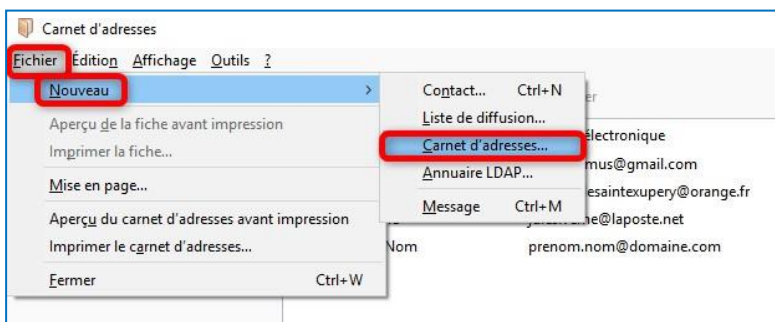 Carnet d'adresses
Fichier Édition Affichage Outils ?
Nouveau >
Aperçu de la fiche avant impression
Imprimer la fiche...
Mise en page...
Aperçu du carnet d'adresses avant impression
Imprimer le carnet d'adresses...
Fermer Ctrl+W
Contact... Ctrl+N
Liste de diffusion...
Carnet d'adresses...
Annuaire LDAP...
Message Ctrl+M
er
électronique
mus@gmail.com
esaintexupery@orange.fr
ne@laposte.net
Nom prenom.nom@domaine.com